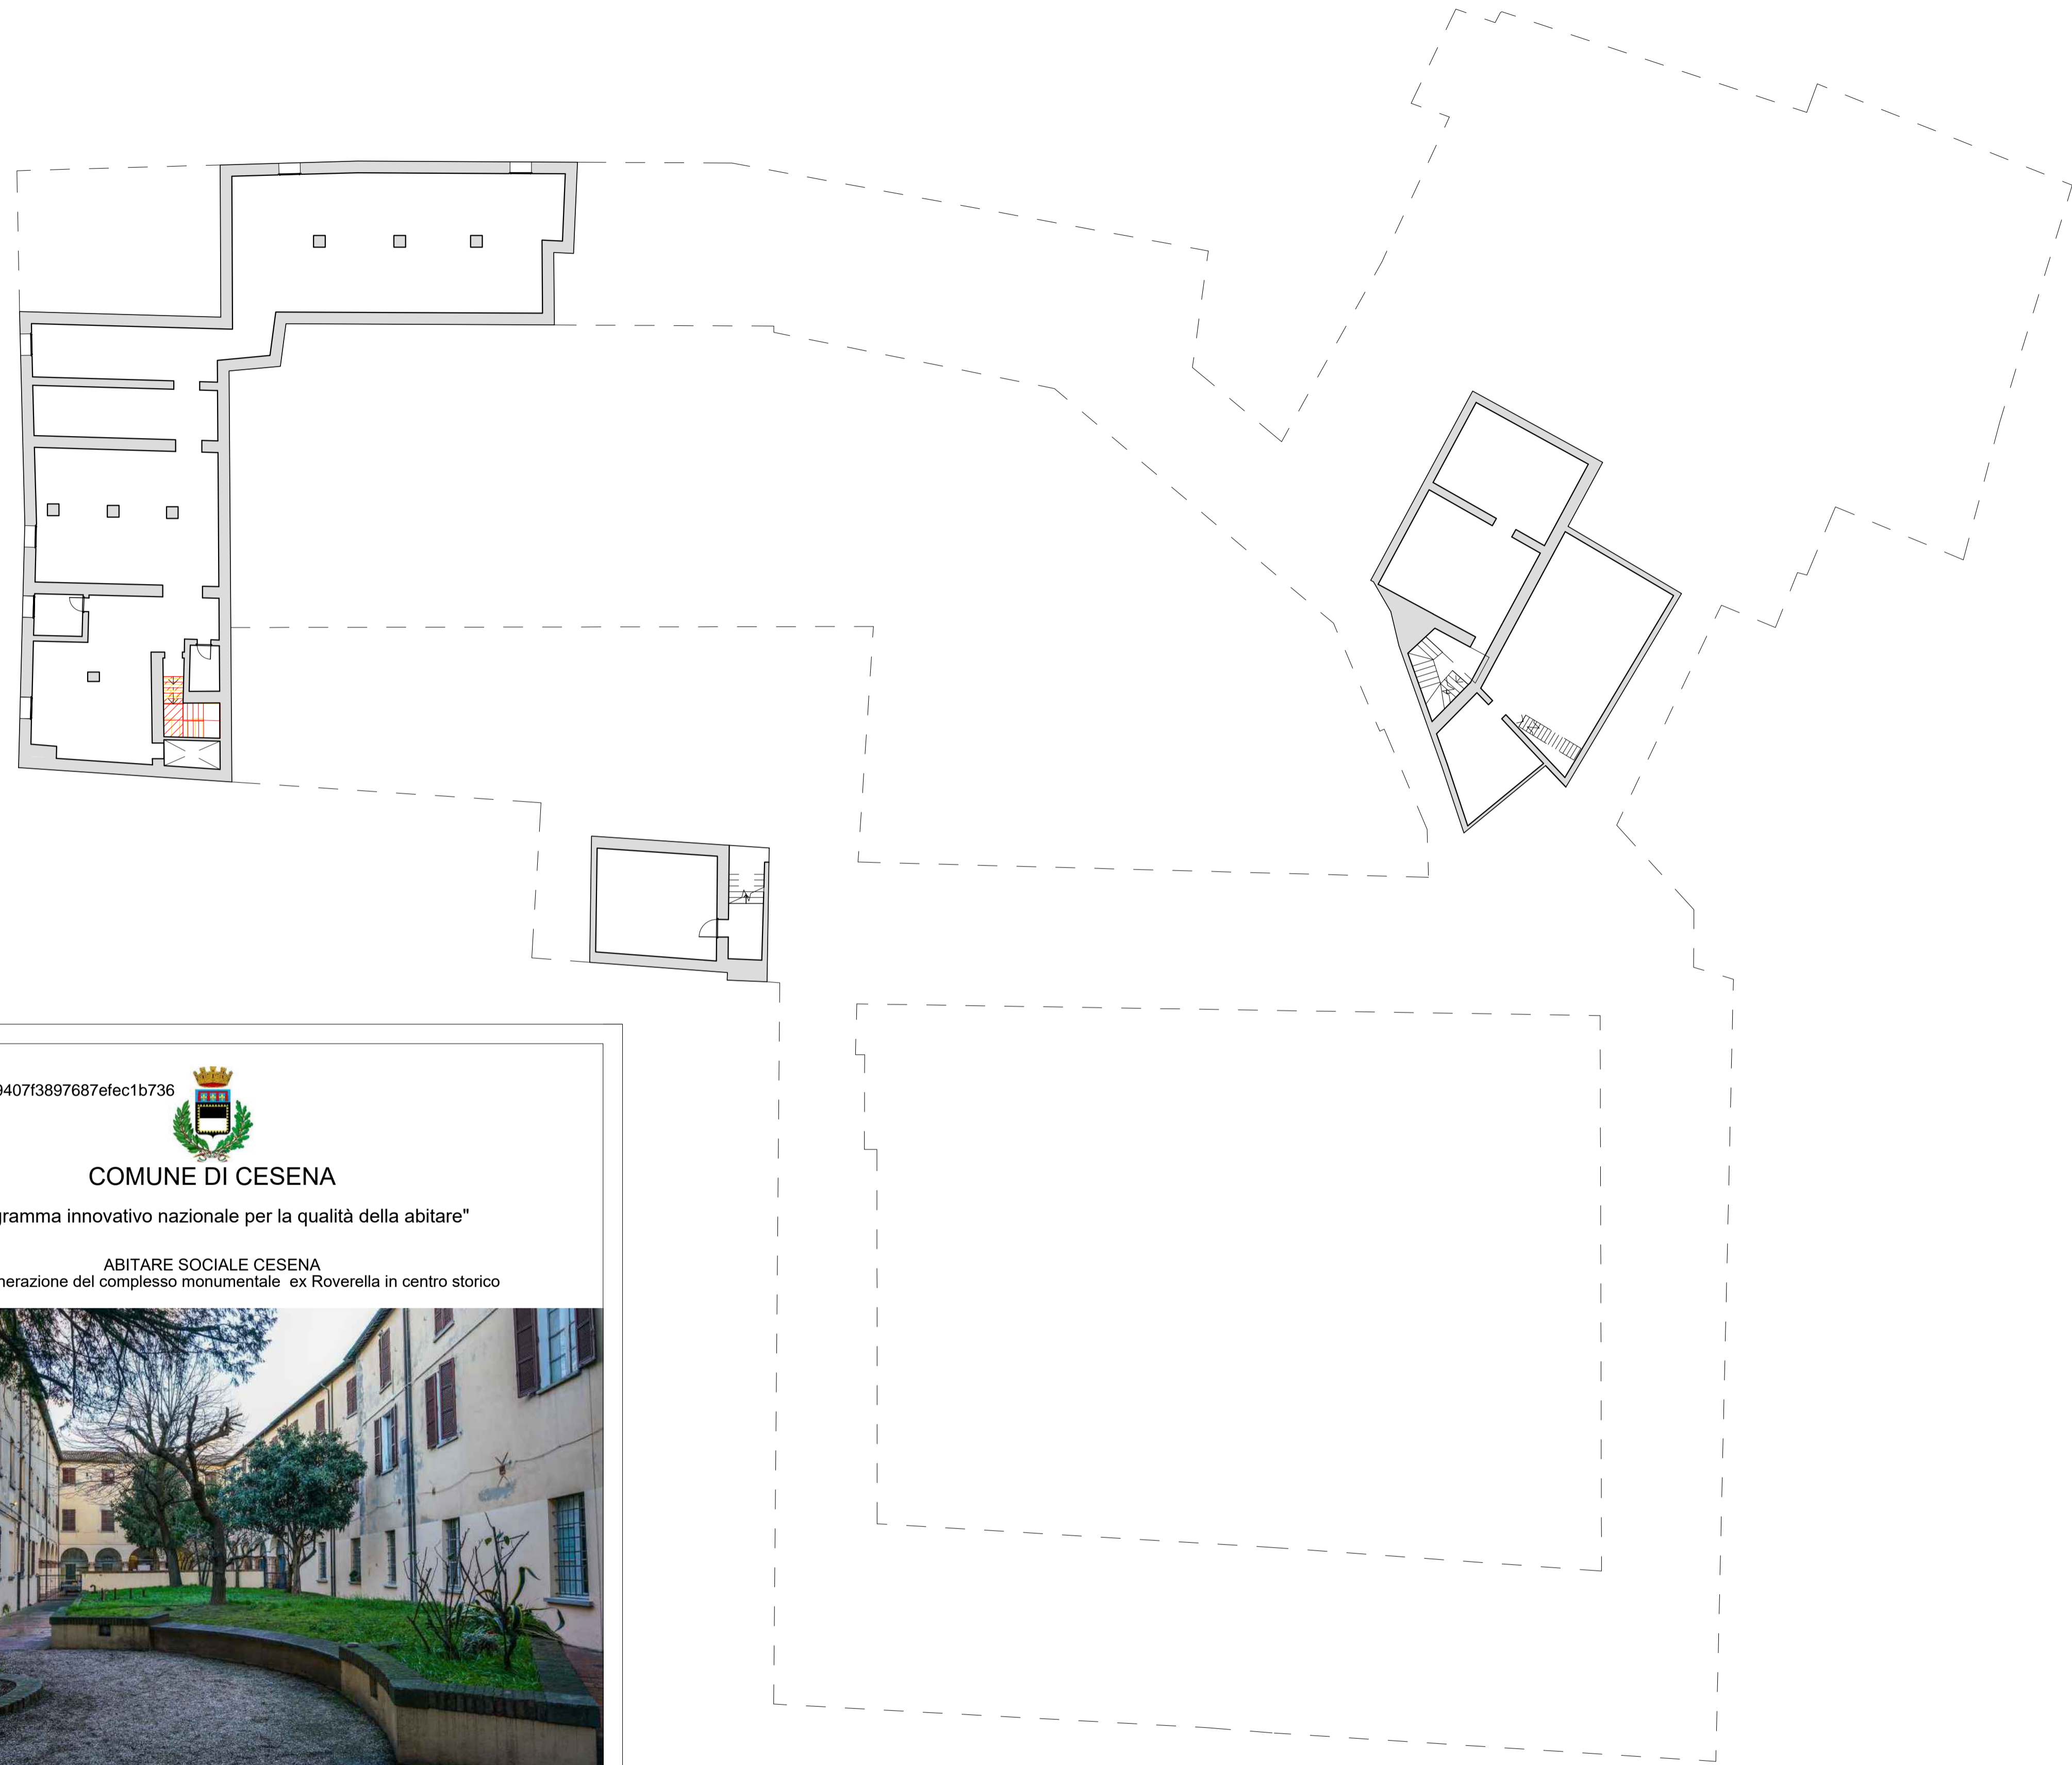 9407f3897687efec1b736
COMUNE DI CESENA
gramma innovativo nazionale per la qualità della abitare"
ABITARE SOCIALE CESENA
nerazione del complesso monumentale ex Roverella in centro storico